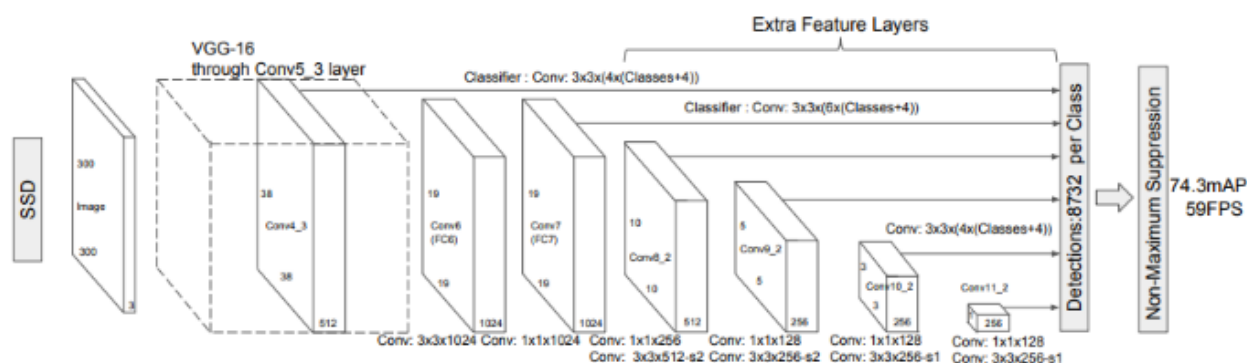 Extra Feature Layers
VGG-16
through Conv5_3 layer
Classifier : Conv: 3x3x(4x(Classes+4))
Classifier : Conv: 3x3x(6x(Classes+4))
SSD
300
Image
300
3
38
Conv4_3
38
512
19
Conv6
(FC6)
19
1024
19
Conv7
(FC7)
19
1024
10
Conv8_2
10
512
5
Conv9_2
5
256
Conv: 3x3x(4x(Classes+4))
3
Conv10_2
3
256
Conv11_2
256
Detections:8732 per Class
Non-Maximum Suppression
74.3mAP
59FPS
Conv: 3x3x1024
Conv: 1x1x1024
Conv: 1x1x256
Conv: 3x3x512-s2
Conv: 1x1x128
Conv: 3x3x256-s2
Conv: 1x1x128
Conv: 3x3x256-s1
Conv: 1x1x128
Conv: 3x3x256-s1